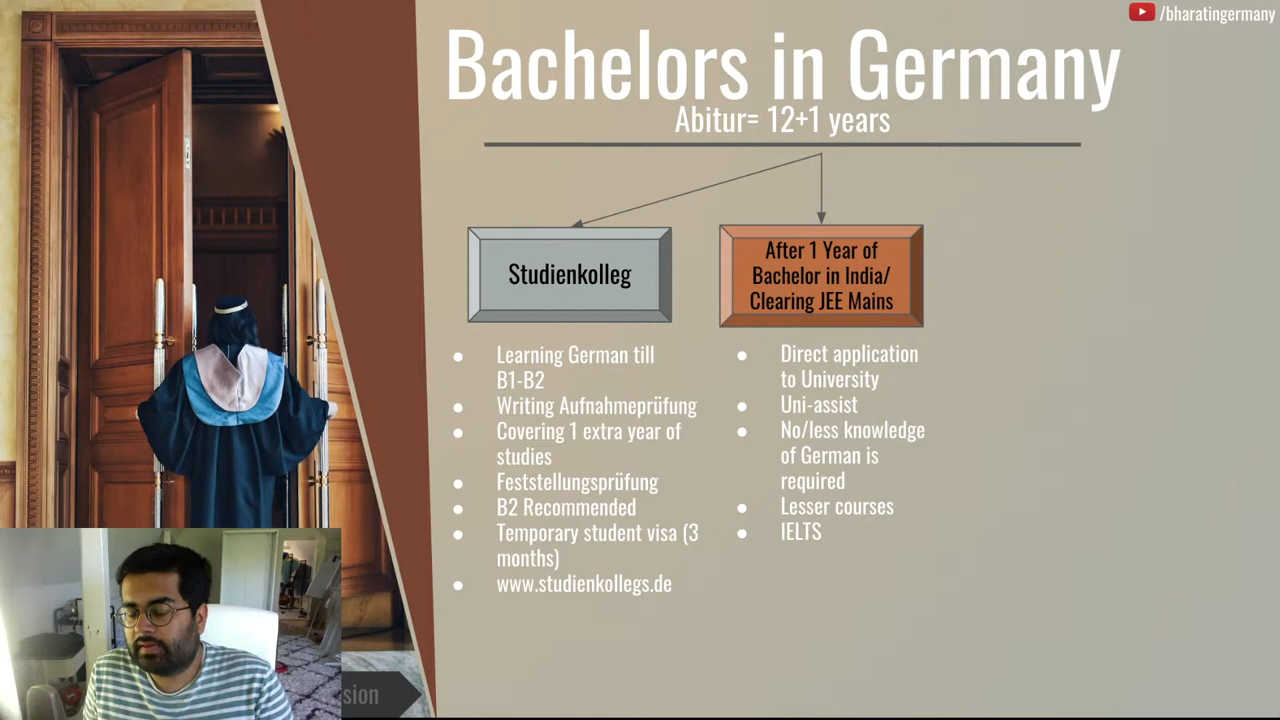 /bharatingermany
Bachelors in Germany
Abitur= 12+1 years
Studienkolleg
After 1 Year of
Bachelor in India/
Clearing JEE Mains
● Learning German till
B1-B2
● Writing Aufnahmeprüfung
● Covering 1 extra year of
studies
● Feststellungsprüfung
● B2 Recommended
● Temporary student visa (3
months)
● www.studienkollegs.de
● Direct application
to University
● Uni-assist
● No/less knowledge
of German is
required
● Lesser courses
● IELTS